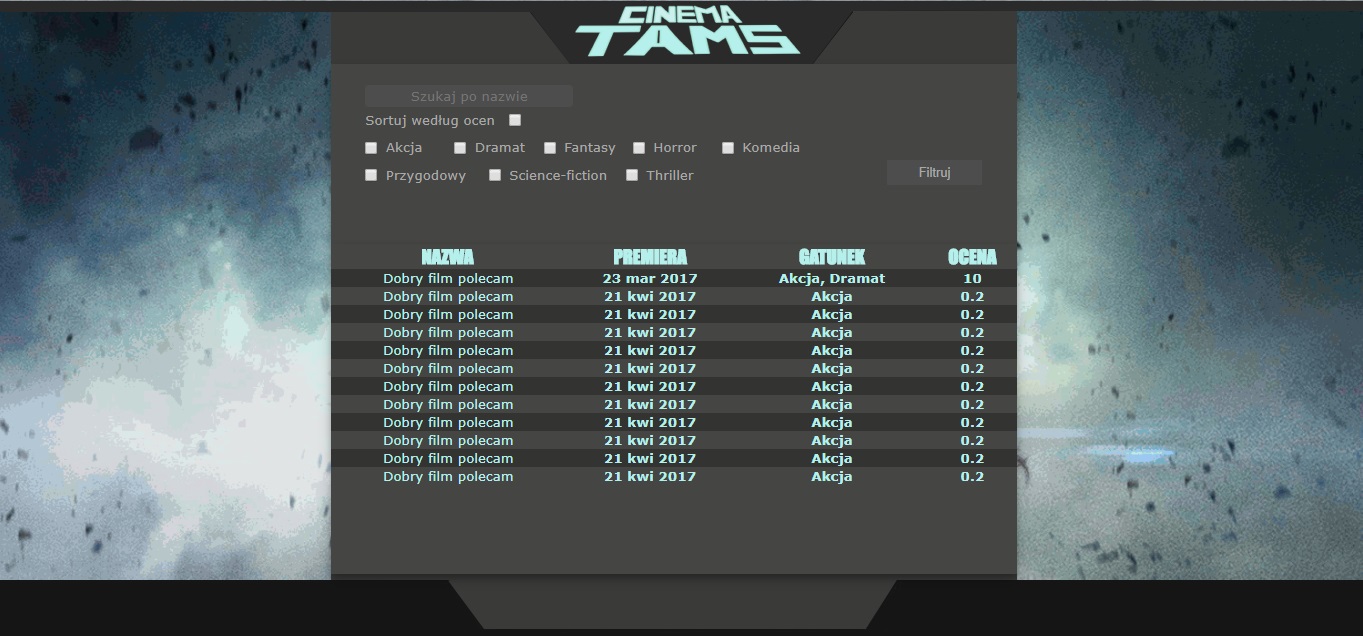 CINEMA
TAMS
Szukaj po nazwie
Sortuj według ocen
Akcja Dramat Fantasy Horror Komedia
Przygodowy Science-fiction Thriller
Filtruj
NAZWA PREMIERA GATUNEK OCENA
Dobry film polecam 23 mar 2017 Akcja, Dramat 10
Dobry film polecam 21 kwi 2017 Akcja 0.2
Dobry film polecam 21 kwi 2017 Akcja 0.2
Dobry film polecam 21 kwi 2017 Akcja 0.2
Dobry film polecam 21 kwi 2017 Akcja 0.2
Dobry film polecam 21 kwi 2017 Akcja 0.2
Dobry film polecam 21 kwi 2017 Akcja 0.2
Dobry film polecam 21 kwi 2017 Akcja 0.2
Dobry film polecam 21 kwi 2017 Akcja 0.2
Dobry film polecam 21 kwi 2017 Akcja 0.2
Dobry film polecam 21 kwi 2017 Akcja 0.2
Dobry film polecam 21 kwi 2017 Akcja 0.2